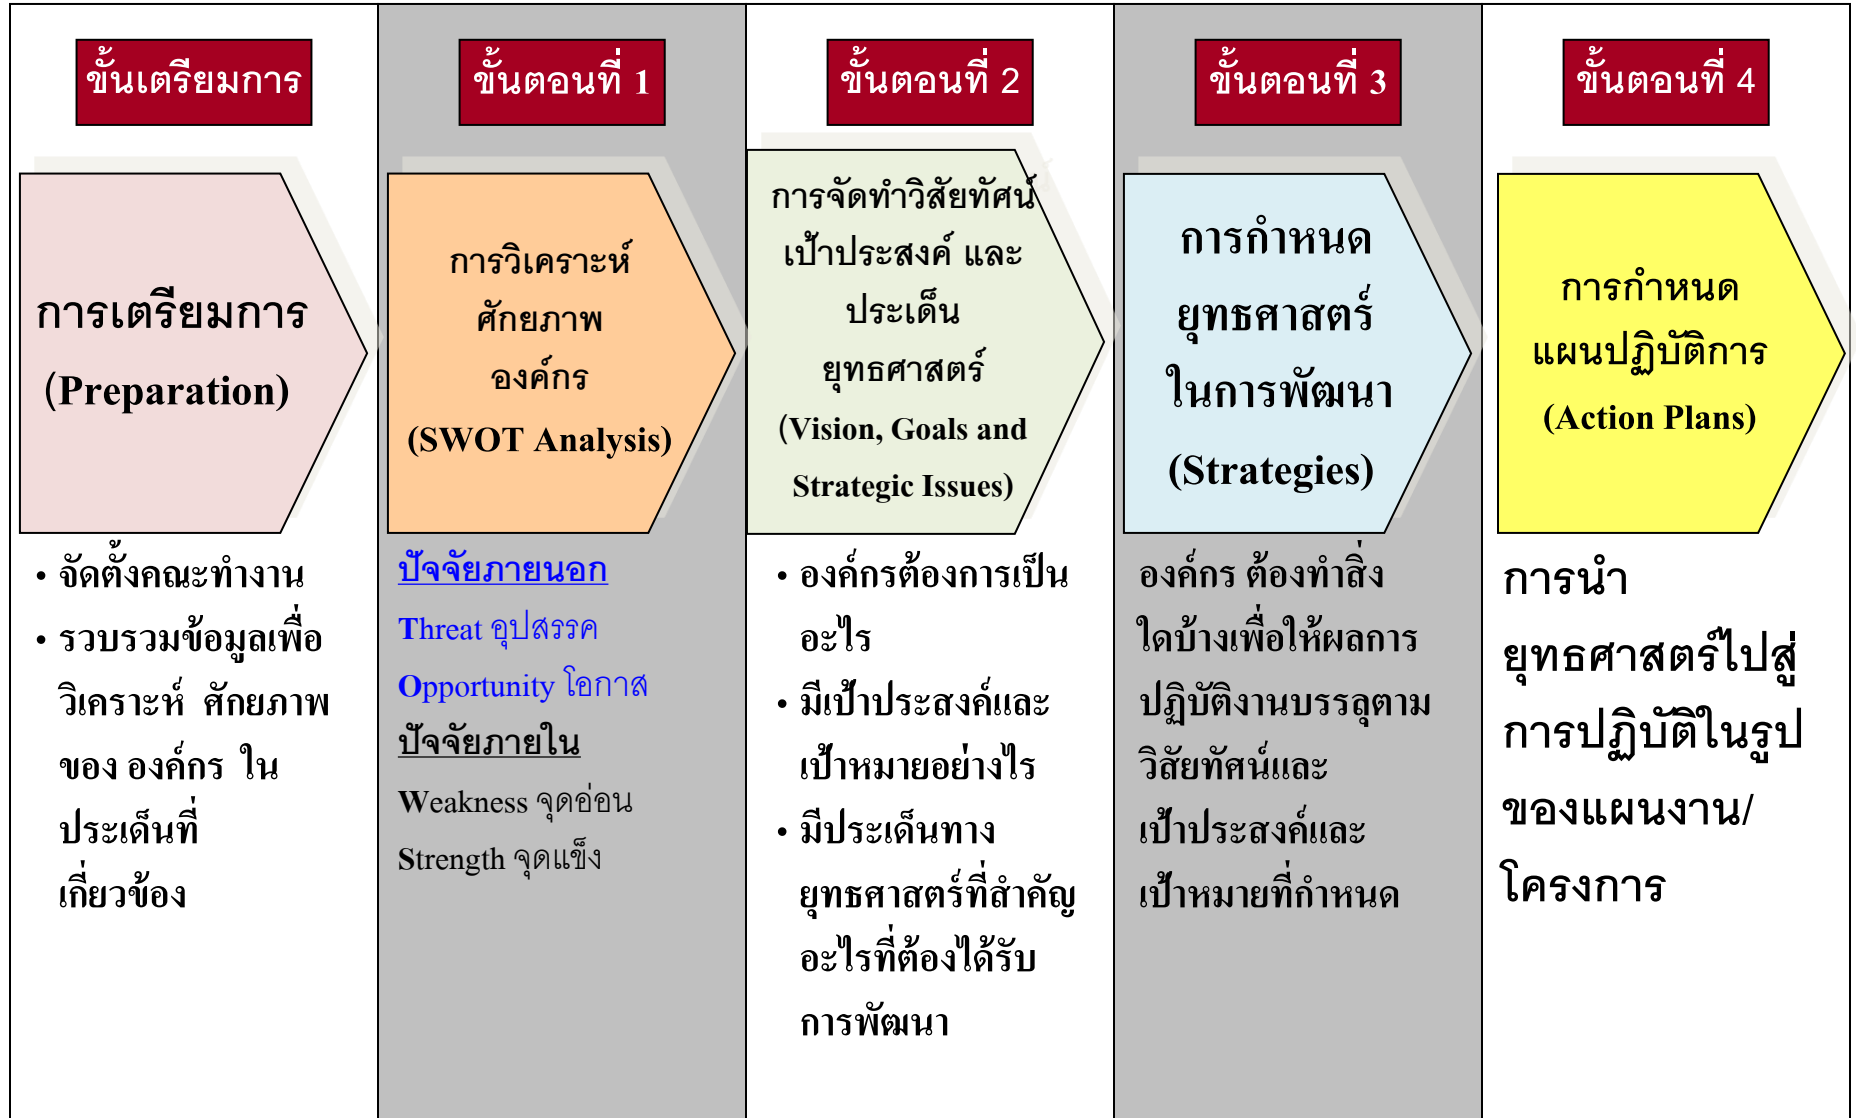 ขั้นเตรียมการ
การเตรียมการ
(Preparation)
• จัดตั้งคณะทำงาน
• รวบรวมข้อมูลเพื่อ
วิเคราะห์ ศักยภาพ
ของ องค์กร ใน
ประเด็นที่
เกี่ยวข้อง
ขั้นตอนที่ 1
การวิเคราะห์
ศักยภาพ
องค์กร
(SWOT Analysis)
ปัจจัยภายนอก
Threat อุปสรรค
Opportunity โอกาส
ปัจจัยภายใน
Weakness จุดอ่อน
Strength จุดแข็ง
ขั้นตอนที่ 2
การจัดทำวิสัยทัศน์
เป้าประสงค์ และ
ประเด็น
ยุทธศาสตร์
(Vision, Goals and
Strategic Issues)
• องค์กรต้องการเป็น
อะไร
• มีเป้าประสงค์และ
เป้าหมายอย่างไร
• มีประเด็นทาง
ยุทธศาสตร์ที่สำคัญ
อะไรที่ต้องได้รับ
การพัฒนา
ขั้นตอนที่ 3
การกำหนด
ยุทธศาสตร์
ในการพัฒนา
(Strategies)
องค์กร ต้องทำสิ่ง
ใดบ้างเพื่อให้ผลการ
ปฏิบัติงานบรรลุตาม
วิสัยทัศน์และ
เป้าประสงค์และ
เป้าหมายที่กำหนด
ขั้นตอนที่ 4
การกำหนด
แผนปฏิบัติการ
(Action Plans)
การนำ
ยุทธศาสตร์ไปสู่
การปฏิบัติในรูป
ของแผนงาน/
โครงการ